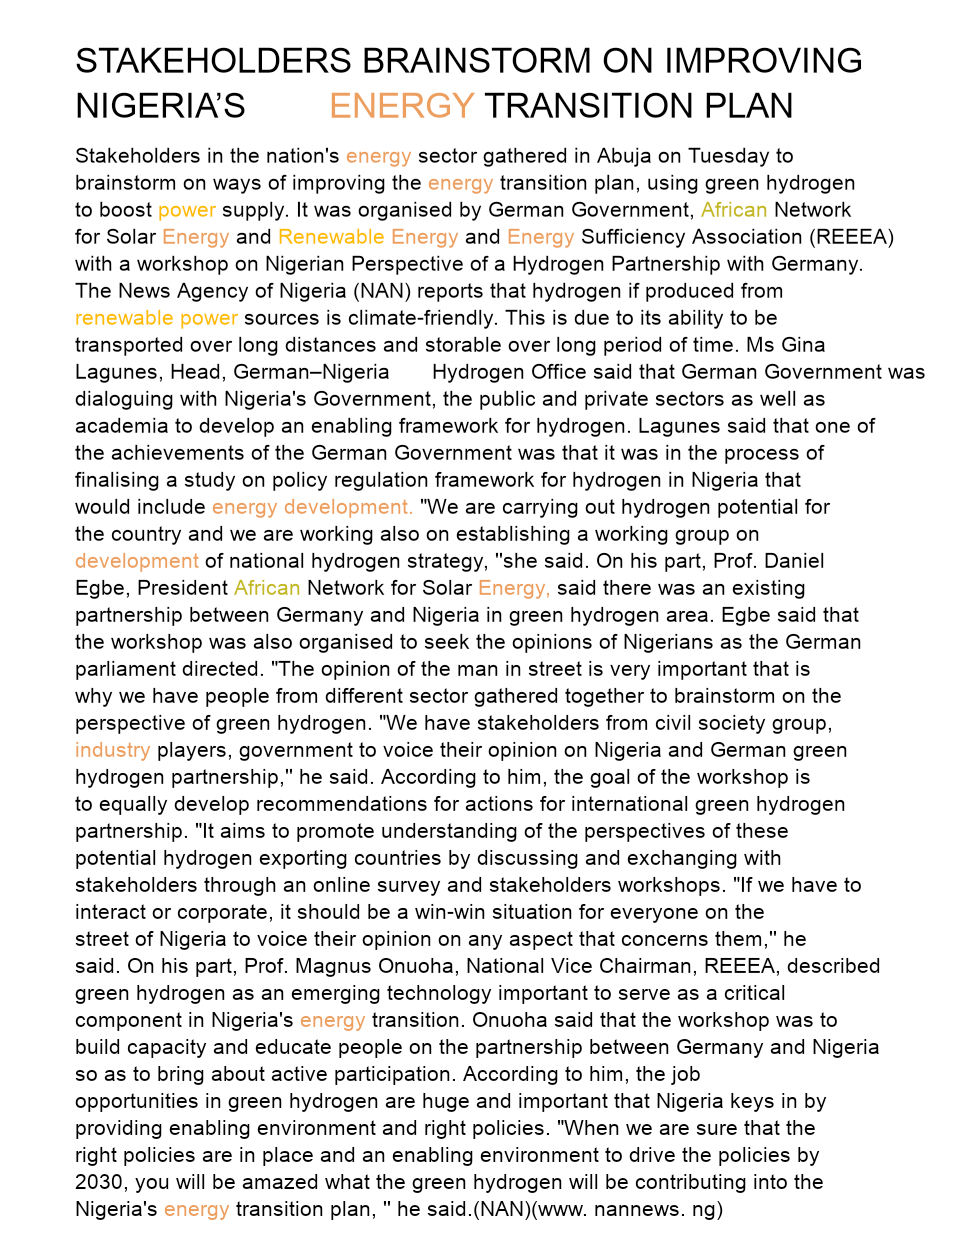 STAKEHOLDERS BRAINSTORM ON IMPROVING
NIGERIA’S ENERGY TRANSITION PLAN
Stakeholders in the nation's energy sector gathered in Abuja on Tuesday to
brainstorm on ways of improving the energy transition plan, using green hydrogen
to boost power supply. It was organised by German Government, African Network
for Solar Energy and Renewable Energy and Energy Sufficiency Association (REEEA)
with a workshop on Nigerian Perspective of a Hydrogen Partnership with Germany.
The News Agency of Nigeria (NAN) reports that hydrogen if produced from
renewable power sources is climate-friendly. This is due to its ability to be
transported over long distances and storable over long period of time. Ms Gina
Lagunes, Head, German–Nigeria Hydrogen Office said that German Government was
dialoguing with Nigeria's Government, the public and private sectors as well as
academia to develop an enabling framework for hydrogen. Lagunes said that one of
the achievements of the German Government was that it was in the process of
finalising a study on policy regulation framework for hydrogen in Nigeria that
would include energy development. "We are carrying out hydrogen potential for
the country and we are working also on establishing a working group on
development of national hydrogen strategy, ''she said. On his part, Prof. Daniel
Egbe, President African Network for Solar Energy, said there was an existing
partnership between Germany and Nigeria in green hydrogen area. Egbe said that
the workshop was also organised to seek the opinions of Nigerians as the German
parliament directed. "The opinion of the man in street is very important that is
why we have people from different sector gathered together to brainstorm on the
perspective of green hydrogen. "We have stakeholders from civil society group,
industry players, government to voice their opinion on Nigeria and German green
hydrogen partnership,'' he said. According to him, the goal of the workshop is
to equally develop recommendations for actions for international green hydrogen
partnership. "It aims to promote understanding of the perspectives of these
potential hydrogen exporting countries by discussing and exchanging with
stakeholders through an online survey and stakeholders workshops. "If we have to
interact or corporate, it should be a win-win situation for everyone on the
street of Nigeria to voice their opinion on any aspect that concerns them,'' he
said. On his part, Prof. Magnus Onuoha, National Vice Chairman, REEEA, described
green hydrogen as an emerging technology important to serve as a critical
component in Nigeria's energy transition. Onuoha said that the workshop was to
build capacity and educate people on the partnership between Germany and Nigeria
so as to bring about active participation. According to him, the job
opportunities in green hydrogen are huge and important that Nigeria keys in by
providing enabling environment and right policies. "When we are sure that the
right policies are in place and an enabling environment to drive the policies by
2030, you will be amazed what the green hydrogen will be contributing into the
Nigeria's energy transition plan, '' he said.(NAN)(www. nannews. ng)